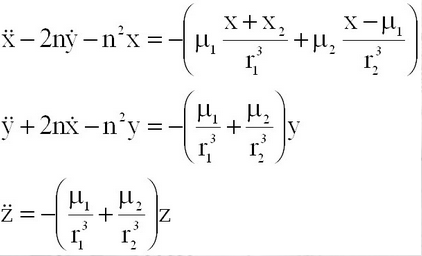 ẍ − 2nẏ − n²x = −(μ₁ (x + x₂)/r₁³ + μ₂ (x − μ₁)/r₂³)
ÿ + 2nẋ − n²y = −(μ₁/r₁³ + μ₂/r₂³)y
z̈ = −(μ₁/r₁³ + μ₂/r₂³)z